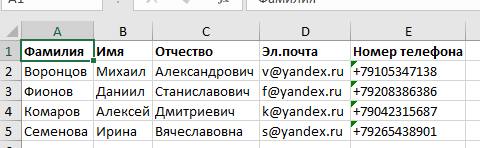 A1 fx Фамилия
A B C D E
1 Фамилия Имя Отчество Эл.почта Номер телефона
2 Воронцов Михаил Александрович v@yandex.ru +79105347138
3 Фионов Даниил Станиславович f@yandex.ru +79208386386
4 Комаров Алексей Дмитриевич k@yandex.ru +79042315687
5 Семенова Ирина Вячеславовна s@yandex.ru +79265438901